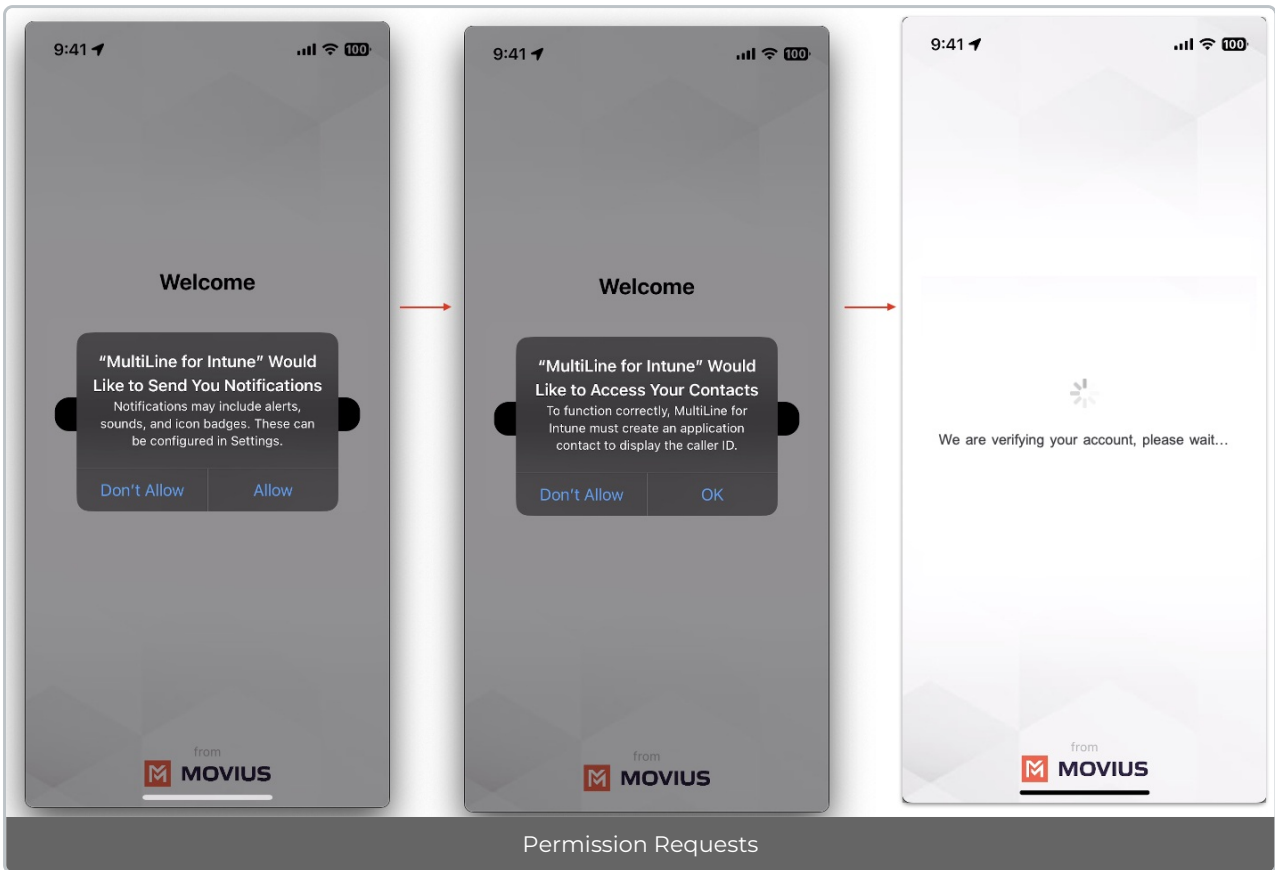 9:41
100
Welcome
“MultiLine for Intune” Would
Like to Send You Notifications
Notifications may include alerts,
sounds, and icon badges. These can
be configured in Settings.
Don’t Allow
Allow
from
MOVIUS
9:41
100
Welcome
“MultiLine for Intune” Would
Like to Access Your Contacts
To function correctly, MultiLine for
Intune must create an application
contact to display the caller ID.
Don’t Allow
OK
from
MOVIUS
9:41
100
We are verifying your account, please wait...
from
MOVIUS
Permission Requests